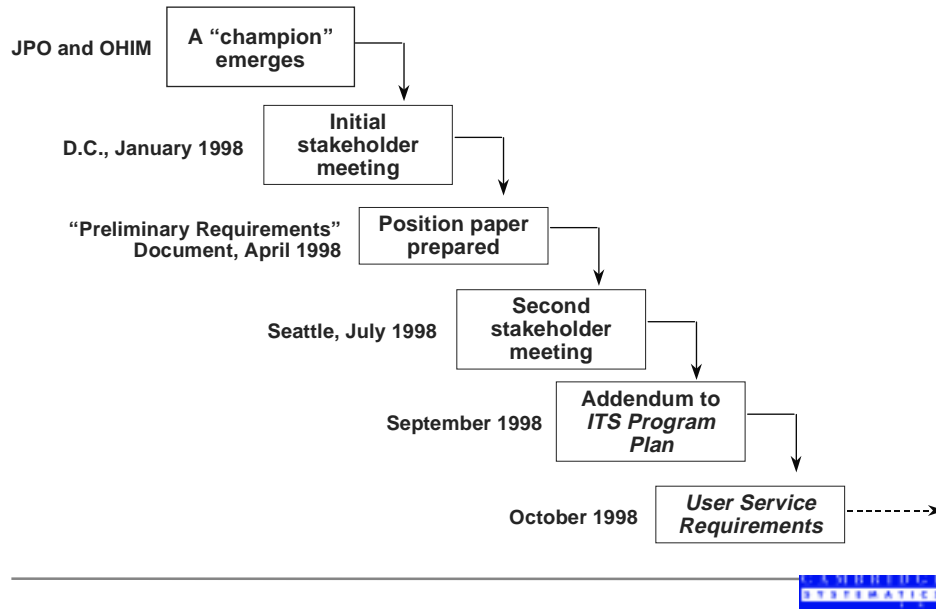 JPO and OHIM
A “champion”
emerges
D.C., January 1998
Initial
stakeholder
meeting
“Preliminary Requirements”
Document, April 1998
Position paper
prepared
Seattle, July 1998
Second
stakeholder
meeting
September 1998
Addendum to
ITS Program
Plan
October 1998
User Service
Requirements
SYSTEMATIC